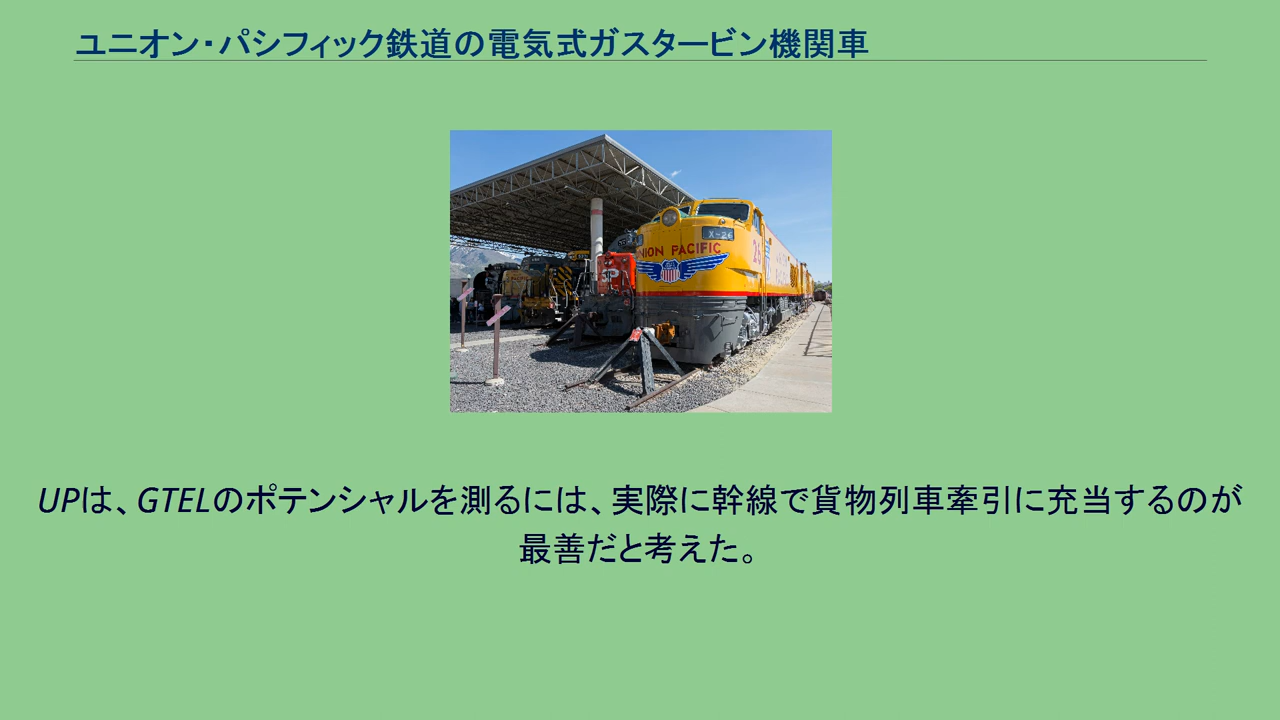 ユニオン・パシフィック鉄道の電気式ガスタービン機関車
X-26
NION PACIFIC
26
UPは、GTELのポテンシャルを測るには、実際に幹線で貨物列車牽引に充当するのが
最善だと考えた。